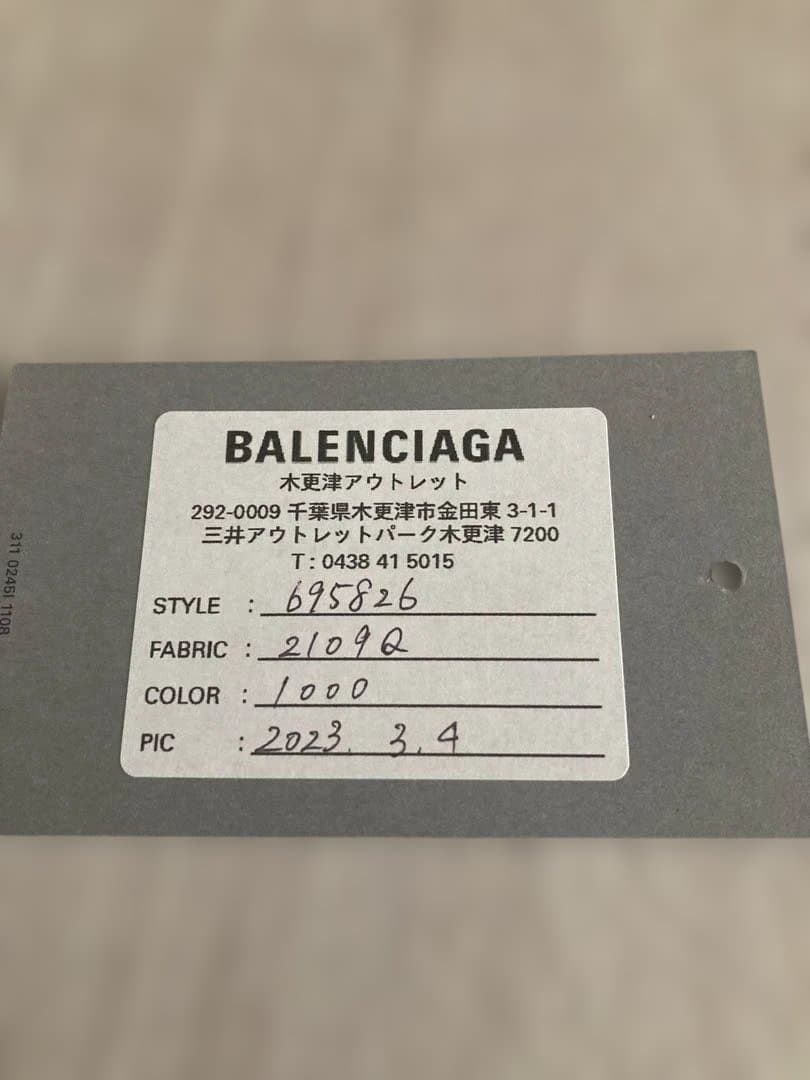 BALENCIAGA
木更津アウトレット
292-0009 千葉県木更津市金田東 3-1-1
三井アウトレットパーク木更津 7200
T : 0438 41 5015
STYLE : 695826
FABRIC : 2109Q
COLOR : 1000
PIC : 2023. 3. 4
311 0245I 1108